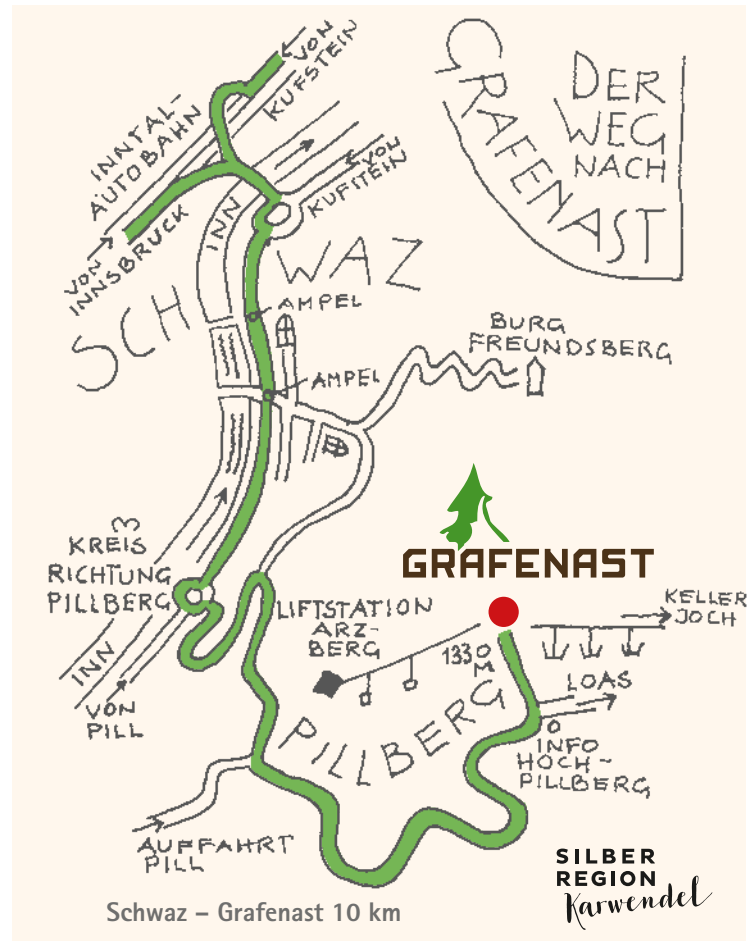 DER
WEG
NACH
GRAFENAST
VON
KUFSTEIN
INNTAL-
AUTOBAHN
VON
INNSBRUCK
INN
VON
KUFSTEIN
SCHWAZ
AMPEL
AMPEL
BURG
FREUNDSBERG
GRAFENAST
KREIS
RICHTUNG
PILLBERG
LIFTSTATION
ARZ-
BERG
KELLER
JOCH
1330
M
INN
VON
PILL
PILLBERG
LOAS
INFO
HOCH-
PILLBERG
AUFFAHRT
PILL
SILBER
REGION
Karwendel
Schwaz – Grafenast 10 km